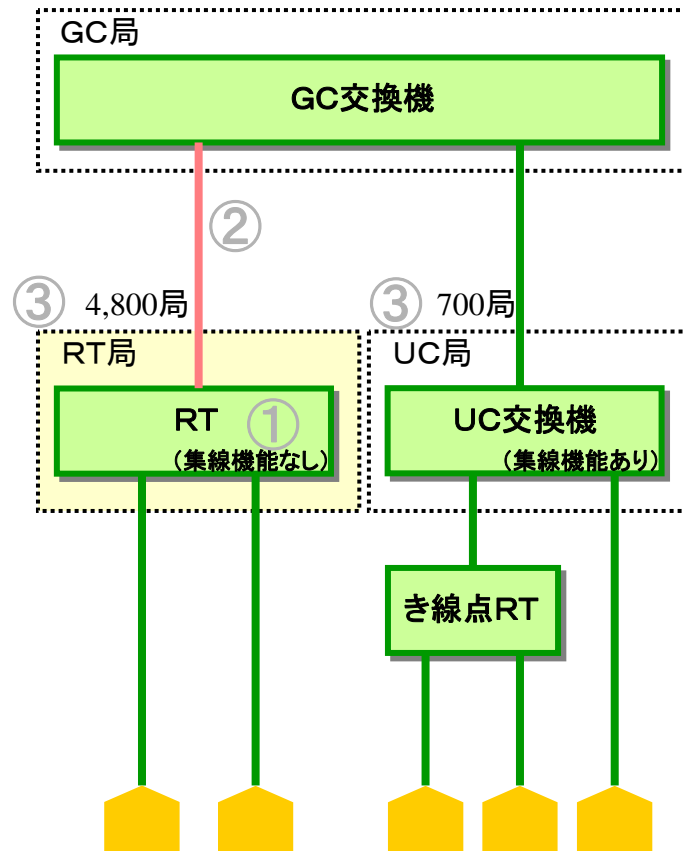 GC局
GC交換機
②
③ 4,800局
③ 700局
RT局
UC局
RT ①
(集線機能なし)
UC交換機
(集線機能あり)
き線点RT